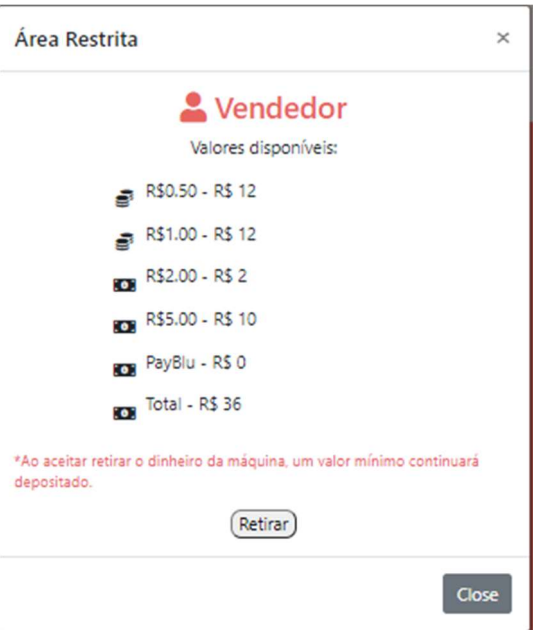 Área Restrita ×
Vendedor
Valores disponíveis:
R$0.50 - R$ 12
R$1.00 - R$ 12
R$2.00 - R$ 2
R$5.00 - R$ 10
PayBlu - R$ 0
Total - R$ 36
*Ao aceitar retirar o dinheiro da máquina, um valor mínimo continuará
depositado.
Retirar
Close